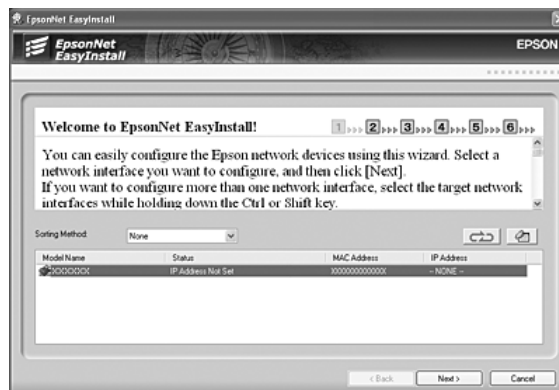 EpsonNet EasyInstall
EpsonNet
EasyInstall
EPSON
Welcome to EpsonNet EasyInstall!
1 2 3 4 5 6
You can easily configure the Epson network devices using this wizard. Select a
network interface you want to configure, and then click [Next].
If you want to configure more than one network interface, select the target network
interfaces while holding down the Ctrl or Shift key.
Sorting Method: None
Model Name Status MAC Address IP Address
XXXXXXX IP Address Not Set XXXXXXXXXXXX -- NONE --
< Back Next > Cancel